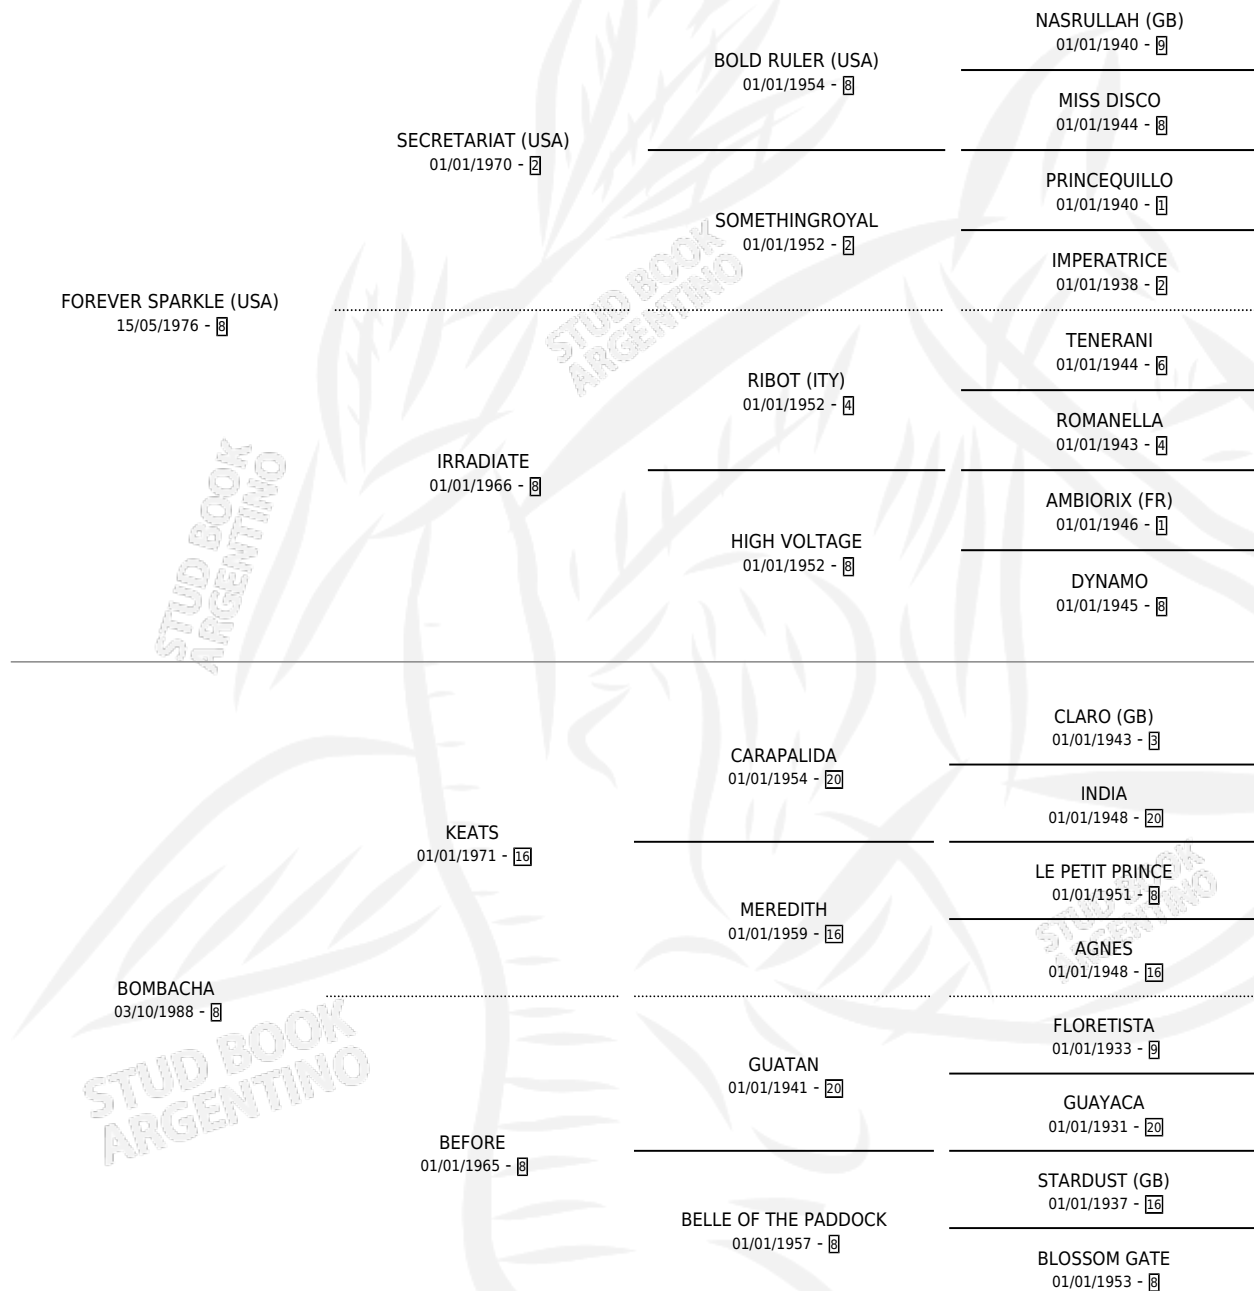 NASRULLAH (GB)
01/01/1940 - 9
BOLD RULER (USA)
01/01/1954 - 8
MISS DISCO
01/01/1944 - 8
SECRETARIAT (USA)
01/01/1970 - 2
PRINCEQUILLO
01/01/1940 - 1
SOMETHINGROYAL
01/01/1952 - 2
IMPERATRICE
01/01/1938 - 2
FOREVER SPARKLE (USA)
15/05/1976 - 8
TENERANI
01/01/1944 - 6
RIBOT (ITY)
01/01/1952 - 4
ROMANELLA
01/01/1943 - 4
IRRADIATE
01/01/1966 - 8
AMBIORIX (FR)
01/01/1946 - 1
HIGH VOLTAGE
01/01/1952 - 8
DYNAMO
01/01/1945 - 8
CLARO (GB)
01/01/1943 - 3
CARAPALIDA
01/01/1954 - 20
INDIA
01/01/1948 - 20
KEATS
01/01/1971 - 16
LE PETIT PRINCE
01/01/1951 - 8
MEREDITH
01/01/1959 - 16
AGNES
01/01/1948 - 16
BOMBACHA
03/10/1988 - 8
FLORETISTA
01/01/1933 - 9
GUATAN
01/01/1941 - 20
GUAYACA
01/01/1931 - 20
BEFORE
01/01/1965 - 8
STARDUST (GB)
01/01/1937 - 16
BELLE OF THE PADDOCK
01/01/1957 - 8
BLOSSOM GATE
01/01/1953 - 8
STUD BOOK
ARGENTINO
STUD BOOK
ARGENTINO
STUD BOOK
ARGENTINO
STUD BOOK
ARGENTINO